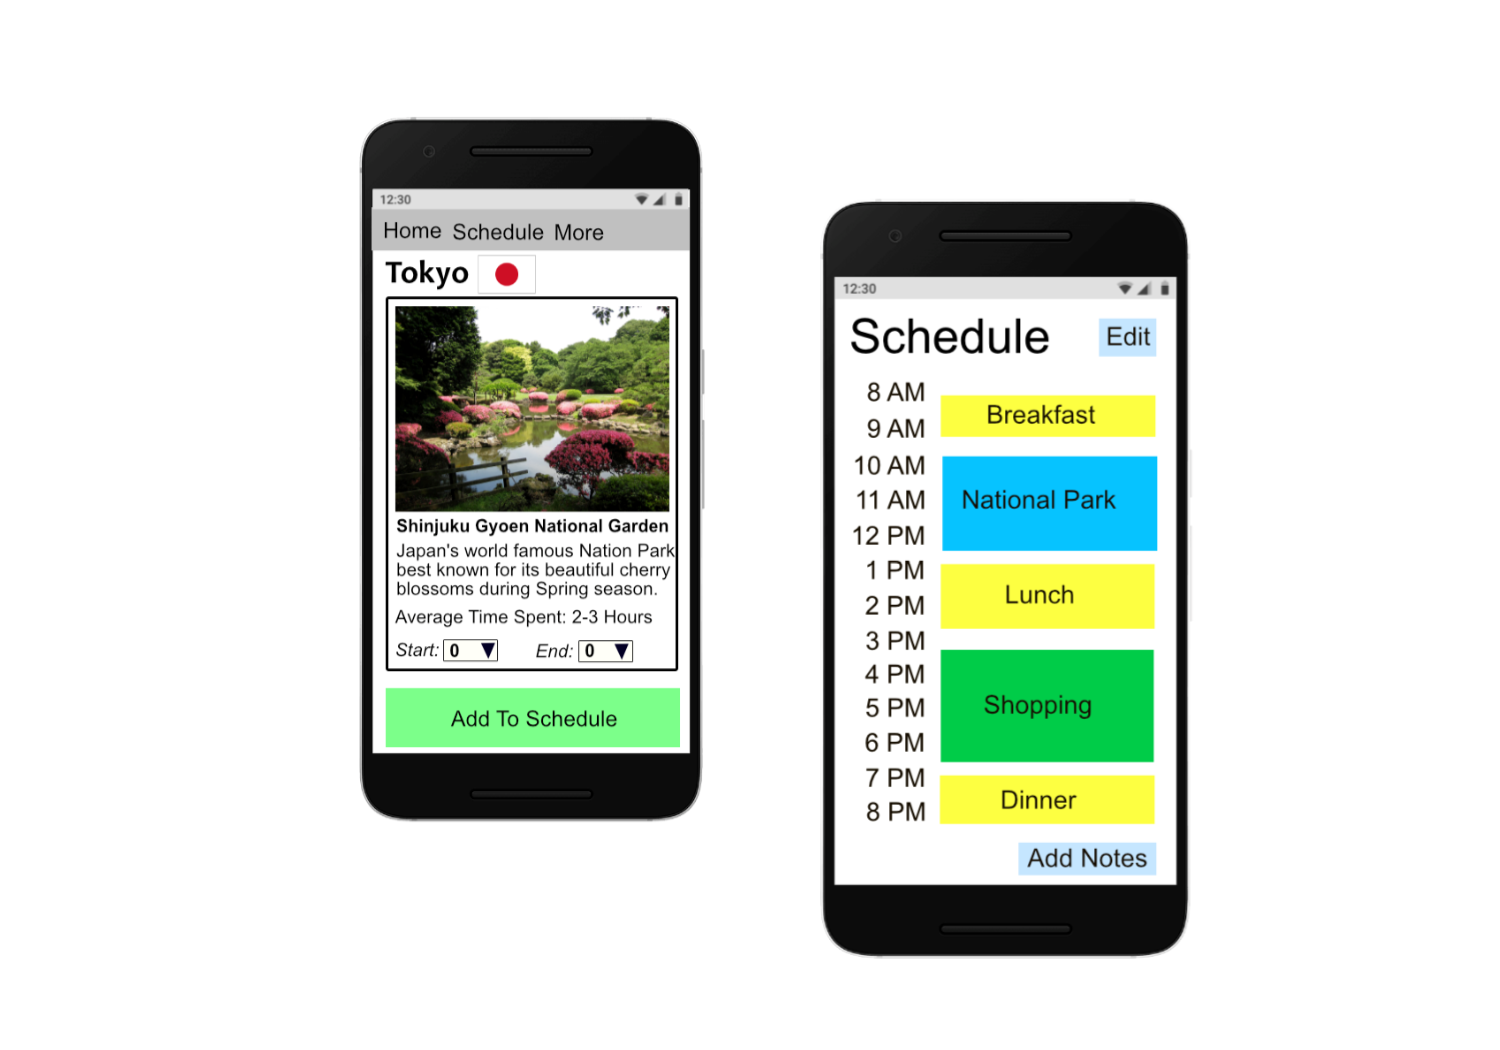 12:30
Home Schedule More
Tokyo
Shinjuku Gyoen National Garden
Japan's world famous Nation Park
best known for its beautiful cherry
blossoms during Spring season.
Average Time Spent: 2-3 Hours
Start: 0 End: 0
Add To Schedule
12:30
Schedule Edit
8 AM
Breakfast
9 AM
10 AM
11 AM National Park
12 PM
1 PM
Lunch
2 PM
3 PM
4 PM
5 PM Shopping
6 PM
7 PM
Dinner
8 PM
Add Notes